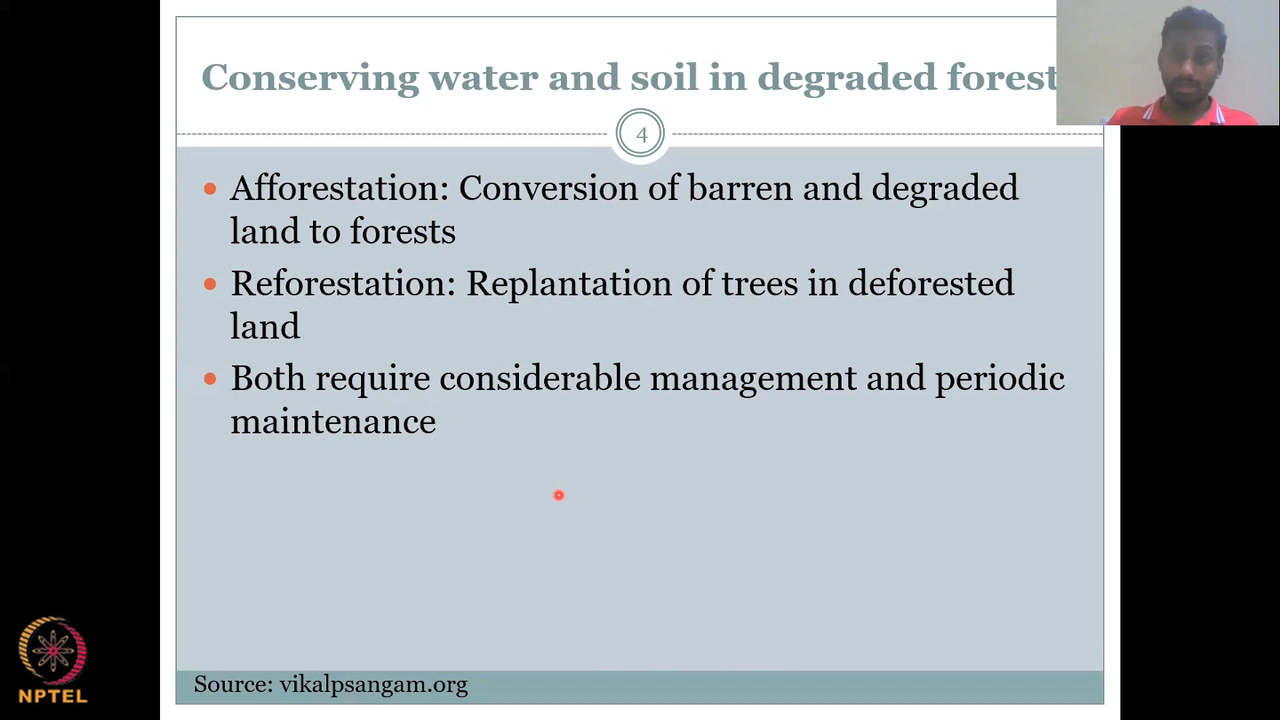 Conserving water and soil in degraded forest
4
• Afforestation: Conversion of barren and degraded
land to forests
• Reforestation: Replantation of trees in deforested
land
• Both require considerable management and periodic
maintenance
NPTEL
Source: vikalpsangam.org